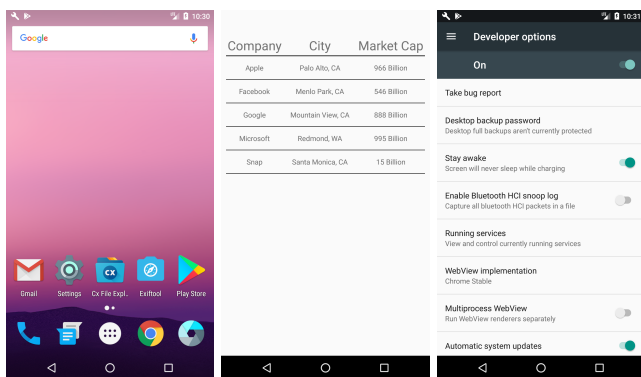 10:30
Google
Gmail
Settings
Cx File Expl..
Exiftool
Play Store
CX
Company City Market Cap
Apple Palo Alto, CA 966 Billion
Facebook Menlo Park, CA 546 Billion
Google Mountain View, CA 888 Billion
Microsoft Redmond, WA 995 Billion
Snap Santa Monica, CA 15 Billion
10:31
Developer options
On
Take bug report
Desktop backup password
Desktop full backups aren't currently protected
Stay awake
Screen will never sleep while charging
Enable Bluetooth HCI snoop log
Capture all bluetooth HCI packets in a file
Running services
View and control currently running services
WebView implementation
Chrome Stable
Multiprocess WebView
Run WebView renderers separately
Automatic system updates